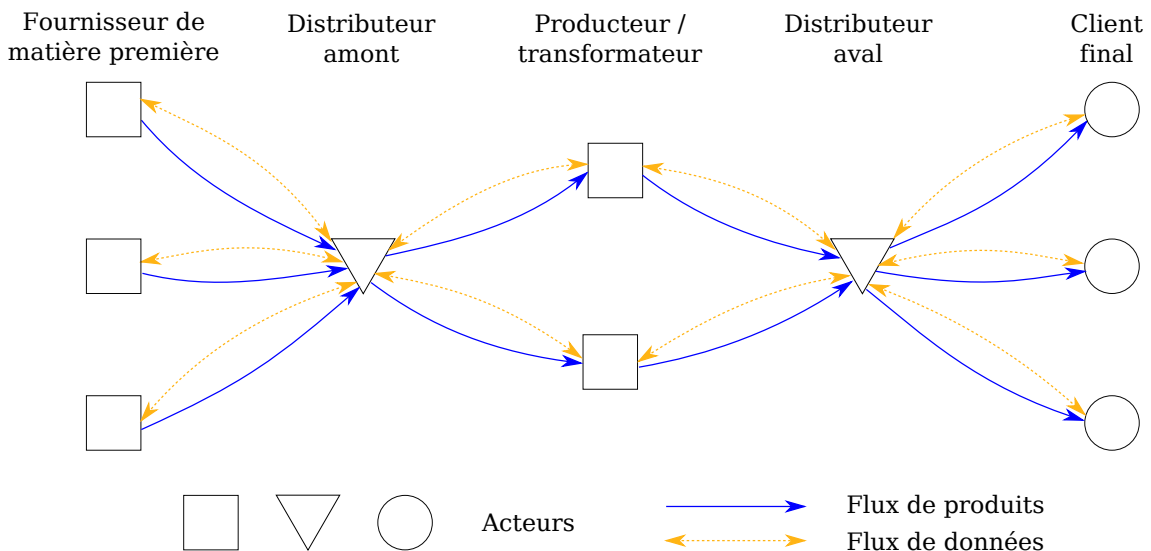 Fournisseur de
matière première
Distributeur
amont
Producteur /
transformateur
Distributeur
aval
Client
final
Acteurs
Flux de produits
Flux de données